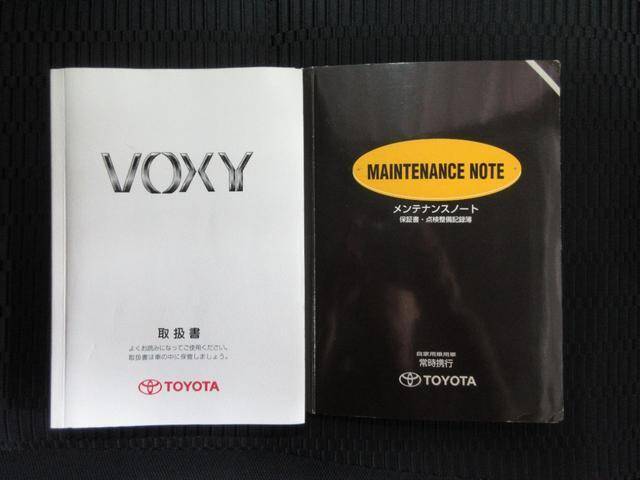 VOXY
取扱書
よくお読みになってご使用ください。
取扱書は車の中に保管しましょう。
TOYOTA
MAINTENANCE NOTE
メンテナンスノート
保証書・点検整備記録簿
自家用乗用車
常時携行
TOYOTA